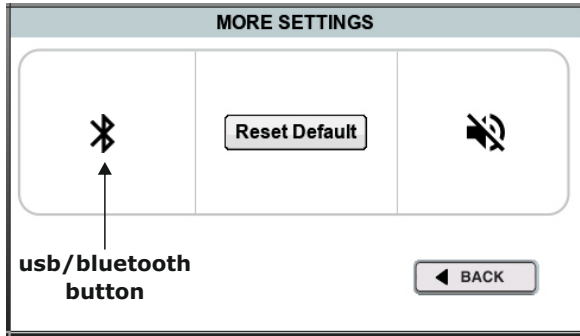 MORE SETTINGS
Reset Default
usb/bluetooth
button
BACK